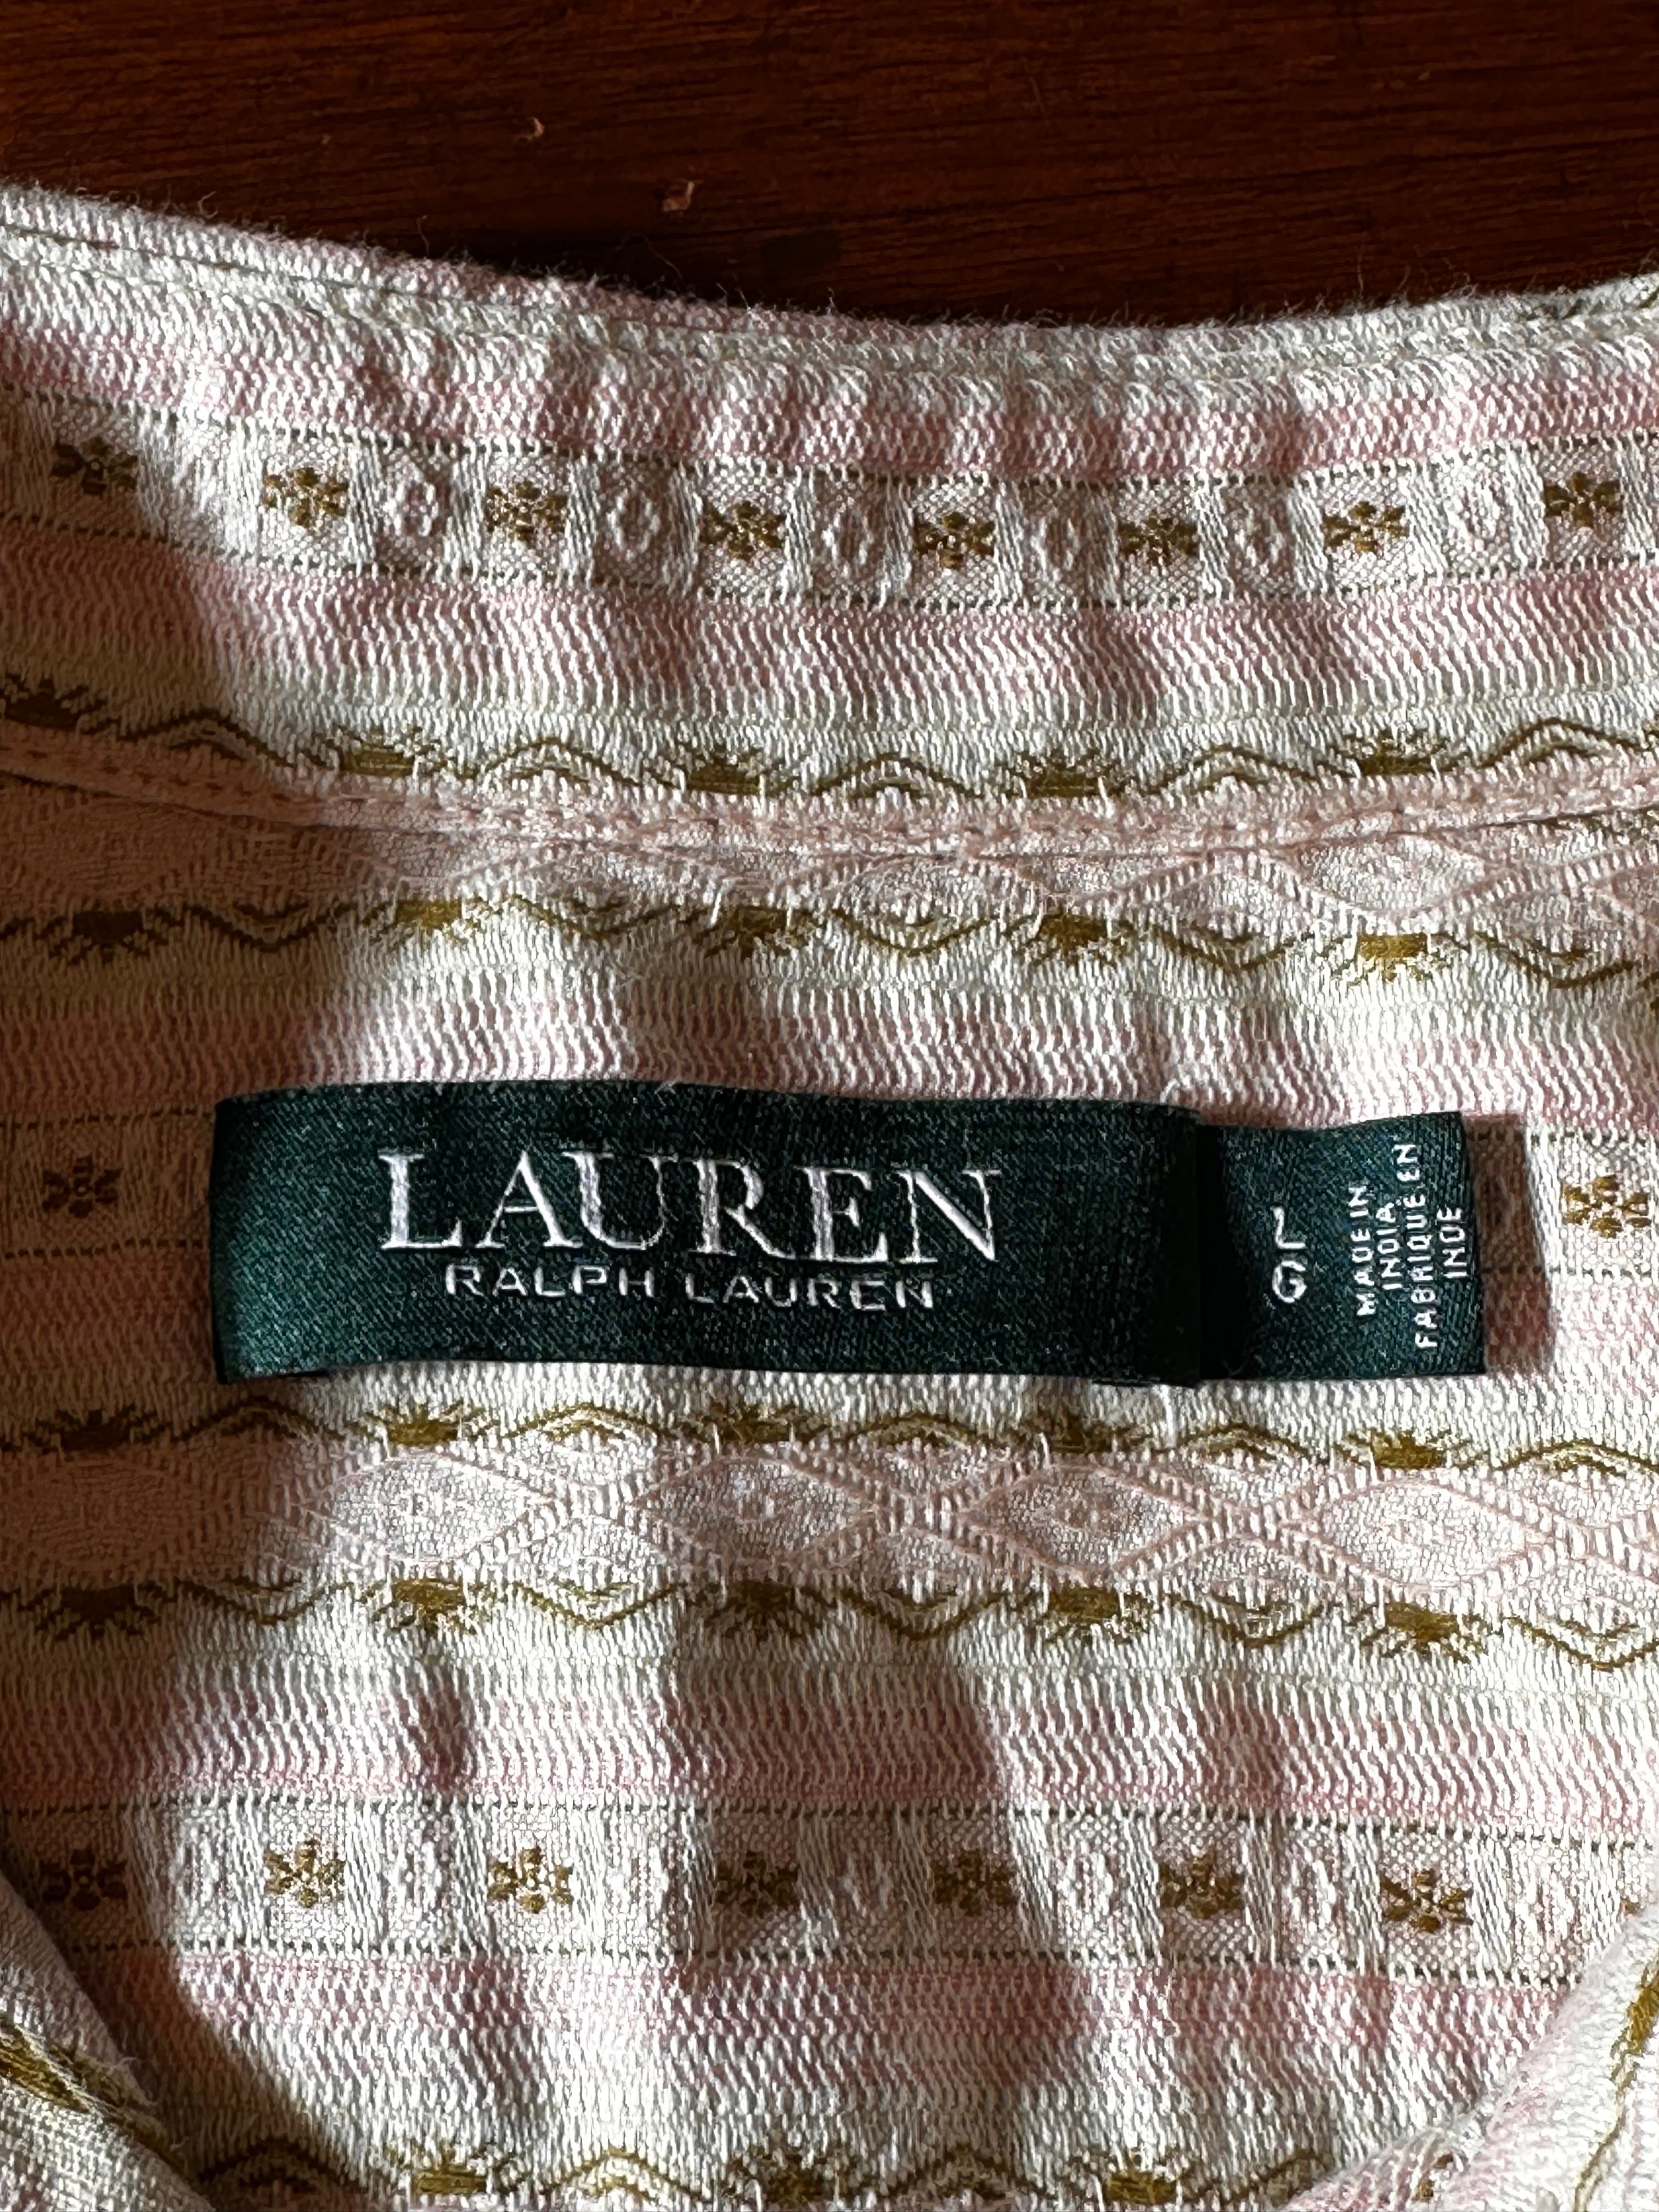 LAUREN
RALPH LAUREN
L
G
MADE IN
INDIA
FABRIQUÉ EN
INDE